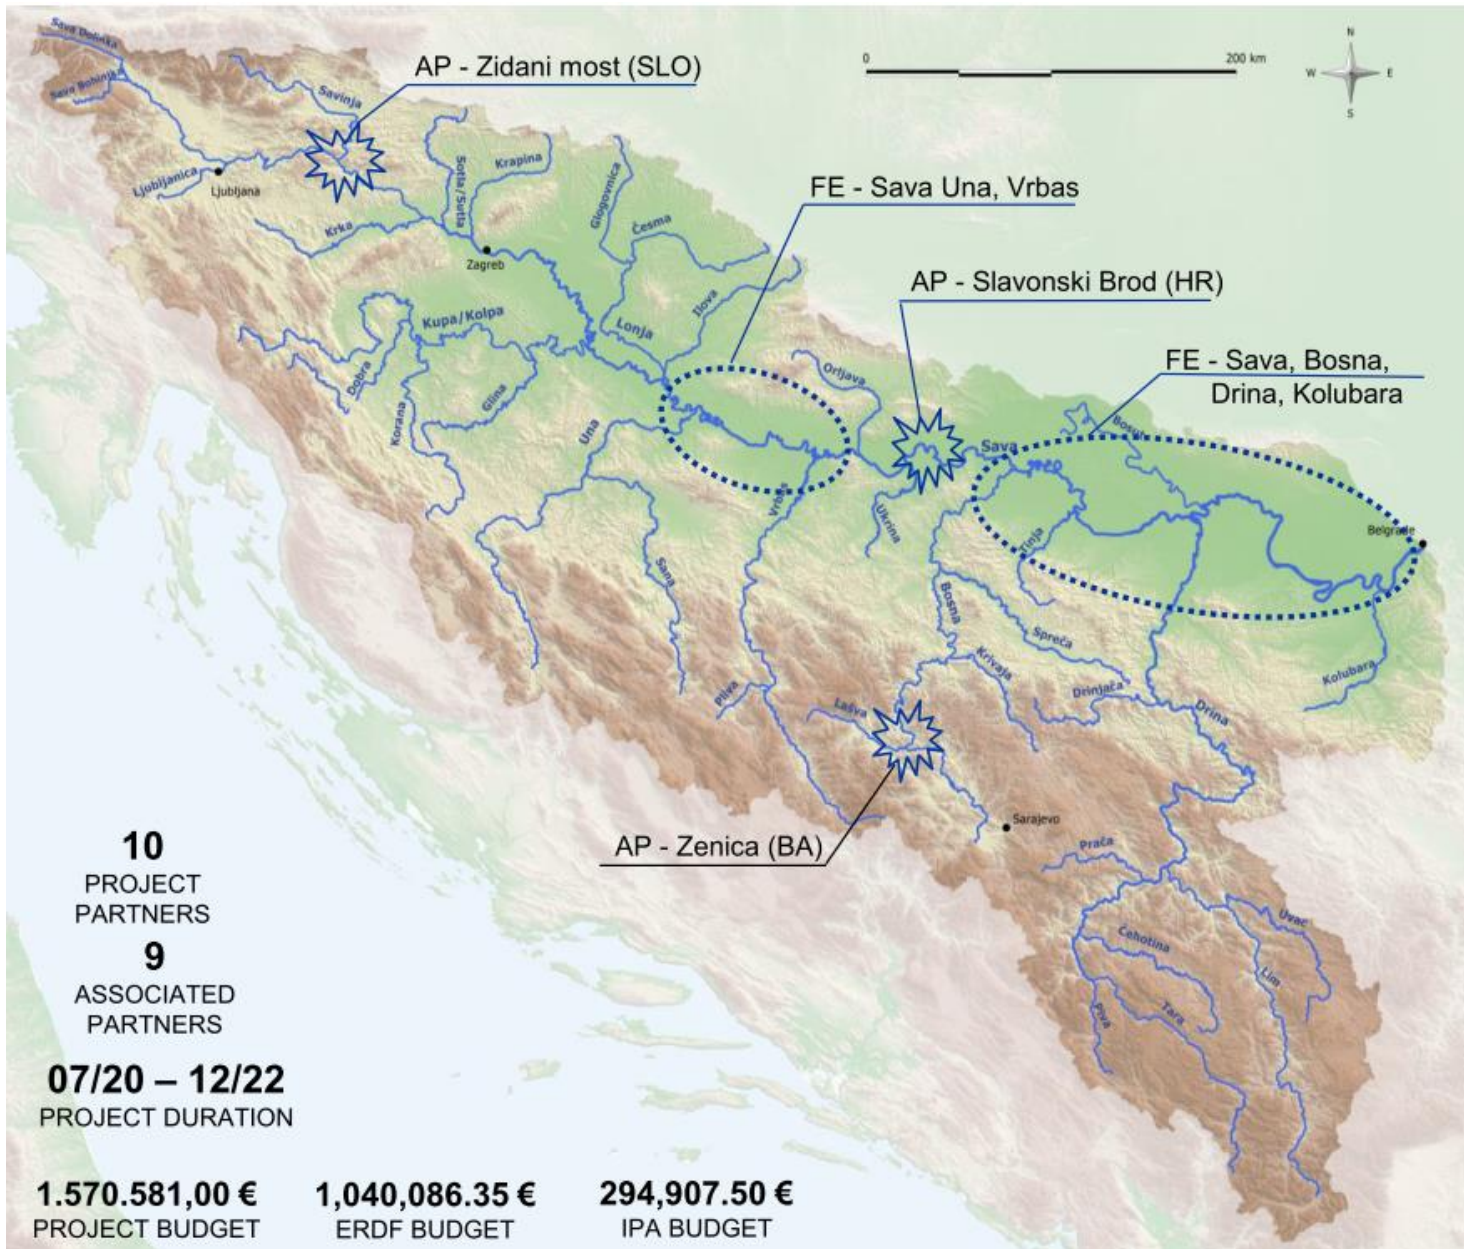 Sava Dolinka
Sava Bohinjka
AP - Zidani most (SLO)
0
200 km
N
W
E
S
Savinja
Ljubljanica
Ljubljana
Sotla/Sutla
Krapina
Glogovnica
Česma
FE - Sava Una, Vrbas
Krka
Zagreb
AP - Slavonski Brod (HR)
Kupa/Kolpa
Lonja
Ilova
Dobra
Glina
Korana
Orljava
FE - Sava, Bosna,
Drina, Kolubara
Una
Sava
Bosut
Vrbas
Ukrina
Tinja
Belgrade
Sana
Bosna
Spreča
Krivaja
Kolubara
Pliva
Lašva
Drinjača
Drina
Sarajevo
AP - Zenica (BA)
Prača
Uvac
Ćehotina
Lim
Tara
Piva
10
PROJECT
PARTNERS
9
ASSOCIATED
PARTNERS
07/20 – 12/22
PROJECT DURATION
1.570.581,00 €
PROJECT BUDGET
1,040,086.35 €
ERDF BUDGET
294,907.50 €
IPA BUDGET